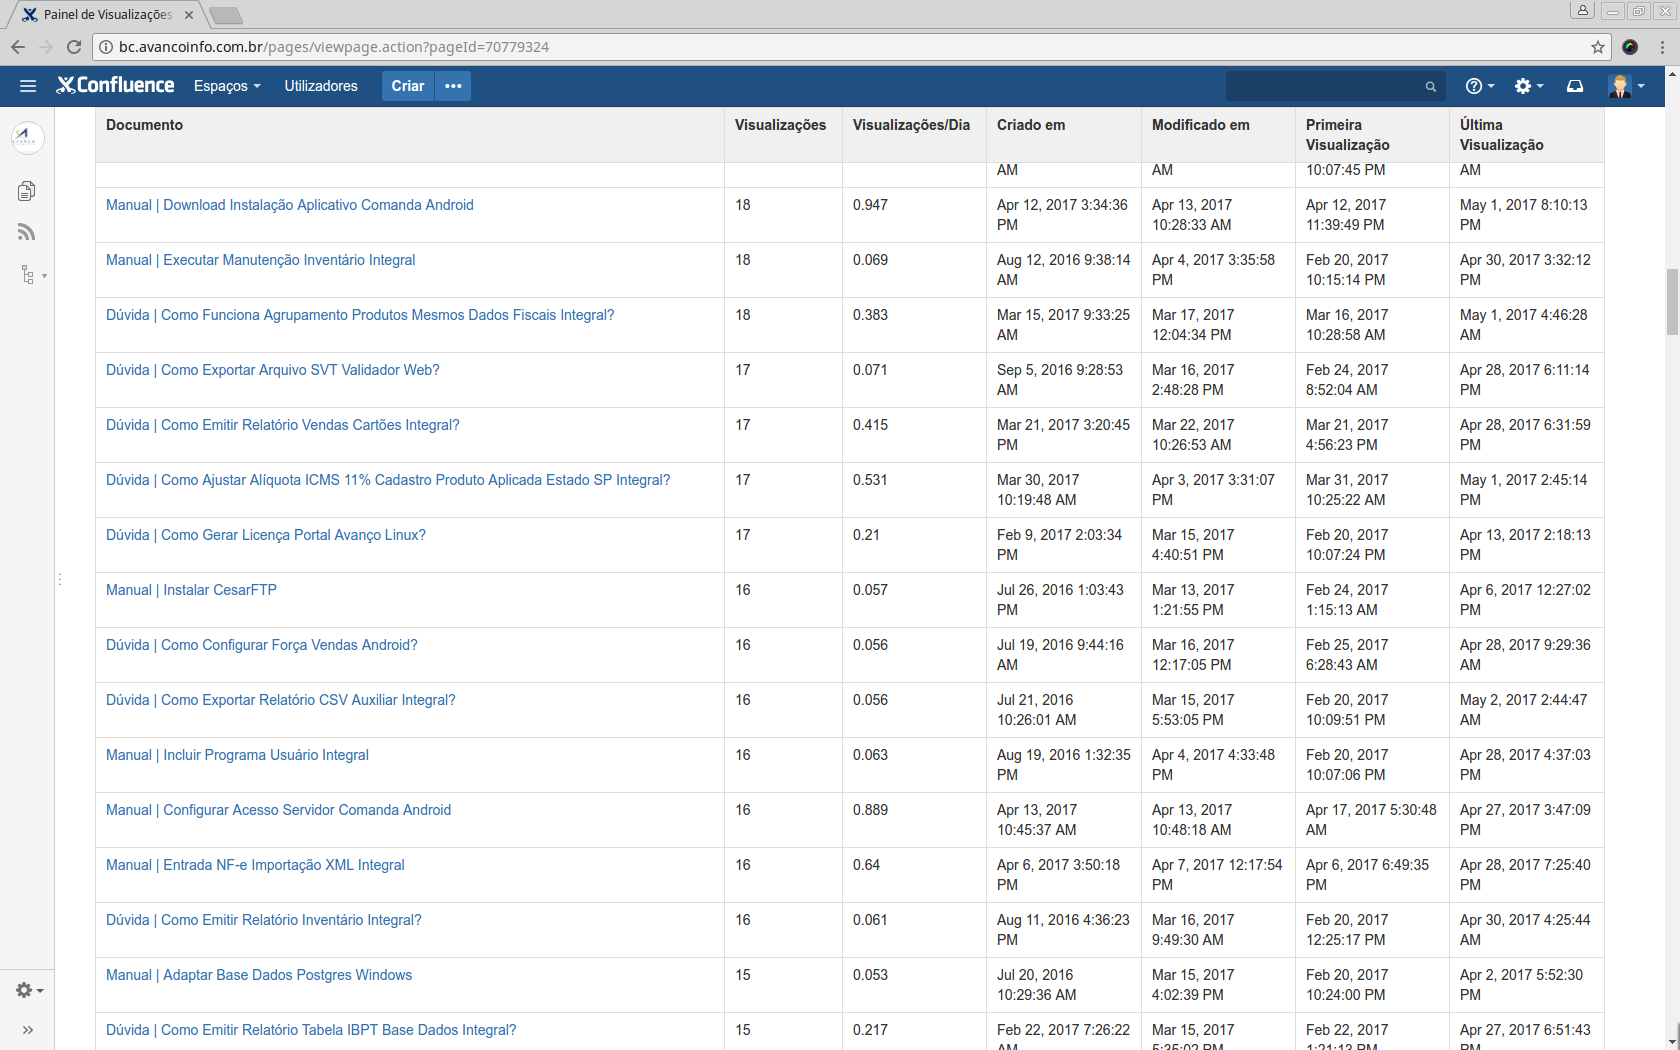 Painel de Visualizações
bc.avancoinfo.com.br/pages/viewpage.action?pageId=70779324
Confluence Espaços Utilizadores Criar
Documento Visualizações Visualizações/Dia Criado em Modificado em Primeira Visualização Última Visualização
AM AM 10:07:45 PM AM
Manual | Download Instalação Aplicativo Comanda Android 18 0.947 Apr 12, 2017 3:34:36 PM Apr 13, 2017 10:28:33 AM Apr 12, 2017 11:39:49 PM May 1, 2017 8:10:13 PM
Manual | Executar Manutenção Inventário Integral 18 0.069 Aug 12, 2016 9:38:14 AM Apr 4, 2017 3:35:58 PM Feb 20, 2017 10:15:14 PM Apr 30, 2017 3:32:12 PM
Dúvida | Como Funciona Agrupamento Produtos Mesmos Dados Fiscais Integral? 18 0.383 Mar 15, 2017 9:33:25 AM Mar 17, 2017 12:04:34 PM Mar 16, 2017 10:28:58 AM May 1, 2017 4:46:28 AM
Dúvida | Como Exportar Arquivo SVT Validador Web? 17 0.071 Sep 5, 2016 9:28:53 AM Mar 16, 2017 2:48:28 PM Feb 24, 2017 8:52:04 AM Apr 28, 2017 6:11:14 PM
Dúvida | Como Emitir Relatório Vendas Cartões Integral? 17 0.415 Mar 21, 2017 3:20:45 PM Mar 22, 2017 10:26:53 AM Mar 21, 2017 4:56:23 PM Apr 28, 2017 6:31:59 PM
Dúvida | Como Ajustar Alíquota ICMS 11% Cadastro Produto Aplicada Estado SP Integral? 17 0.531 Mar 30, 2017 10:19:48 AM Apr 3, 2017 3:31:07 PM Mar 31, 2017 10:25:22 AM May 1, 2017 2:45:14 PM
Dúvida | Como Gerar Licença Portal Avanço Linux? 17 0.21 Feb 9, 2017 2:03:34 PM Mar 15, 2017 4:40:51 PM Feb 20, 2017 10:07:24 PM Apr 13, 2017 2:18:13 PM
Manual | Instalar CesarFTP 16 0.057 Jul 26, 2016 1:03:43 PM Mar 13, 2017 1:21:55 PM Feb 24, 2017 1:15:13 AM Apr 6, 2017 12:27:02 PM
Dúvida | Como Configurar Força Vendas Android? 16 0.056 Jul 19, 2016 9:44:16 AM Mar 16, 2017 12:17:05 PM Feb 25, 2017 6:28:43 AM Apr 28, 2017 9:29:36 AM
Dúvida | Como Exportar Relatório CSV Auxiliar Integral? 16 0.056 Jul 21, 2016 10:26:01 AM Mar 15, 2017 5:53:05 PM Feb 20, 2017 10:09:51 PM May 2, 2017 2:44:47 AM
Manual | Incluir Programa Usuário Integral 16 0.063 Aug 19, 2016 1:32:35 PM Apr 4, 2017 4:33:48 PM Feb 20, 2017 10:07:06 PM Apr 28, 2017 4:37:03 PM
Manual | Configurar Acesso Servidor Comanda Android 16 0.889 Apr 13, 2017 10:45:37 AM Apr 13, 2017 10:48:18 AM Apr 17, 2017 5:30:48 AM Apr 27, 2017 3:47:09 PM
Manual | Entrada NF-e Importação XML Integral 16 0.64 Apr 6, 2017 3:50:18 PM Apr 7, 2017 12:17:54 PM Apr 6, 2017 6:49:35 PM Apr 28, 2017 7:25:40 PM
Dúvida | Como Emitir Relatório Inventário Integral? 16 0.061 Aug 11, 2016 4:36:23 PM Mar 16, 2017 9:49:30 AM Feb 20, 2017 12:25:17 PM Apr 30, 2017 4:25:44 AM
Manual | Adaptar Base Dados Postgres Windows 15 0.053 Jul 20, 2016 10:29:36 AM Mar 15, 2017 4:02:39 PM Feb 20, 2017 10:24:00 PM Apr 2, 2017 5:52:30 PM
Dúvida | Como Emitir Relatório Tabela IBPT Base Dados Integral? 15 0.217 Feb 22, 2017 7:26:22 AM Mar 15, 2017 5:35:02 PM Feb 22, 2017 1:21:13 PM Apr 27, 2017 6:51:43 PM